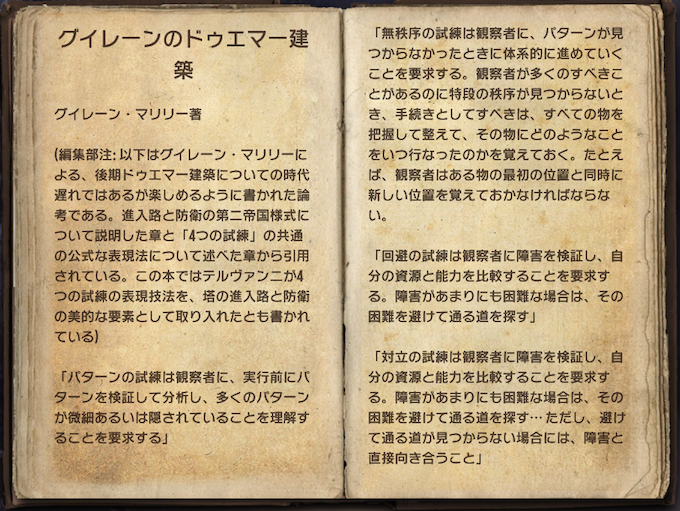 グイレーンのドゥエマー建
築
グイレーン・マリリー著
(編集部注: 以下はグイレーン・マリリーに
よる、後期ドゥエマー建築についての時代
遅れではあるが楽しめるように書かれた論
考である。進入路と防衛の第二帝国様式に
ついて説明した章と「4つの試練」の共通
の公式な表現法について述べた章から引用
されている。この本ではテルヴァンニが4
つの試練の表現技法を、塔の進入路と防衛
の美的な要素として取り入れたとも書かれ
ている)
「パターンの試練は観察者に、実行前にパ
ターンを検証して分析し、多くのパターン
が微細あるいは隠されていることを理解す
ることを要求する」
「無秩序の試練は観察者に、パターンが見
つからなかったときに体系的に進めていく
ことを要求する。観察者が多くのすべきこ
とがあるのに特段の秩序が見つからないと
き、手続きとしてすべきは、すべての物を
把握して整えて、その物にどのようなこと
をいつ行なったのかを覚えておく。たとえ
ば、観察者はある物の最初の位置と同時に
新しい位置を覚えておかなければならな
い。
「回避の試練は観察者に障害を検証し、自
分の資源と能力を比較することを要求す
る。障害があまりにも困難な場合は、その
困難を避けて通る道を探す」
「対立の試練は観察者に障害を検証し、自
分の資源と能力を比較することを要求す
る。障害があまりにも困難な場合は、その
困難を避けて通る道を探す… ただし、避け
て通る道が見つからない場合には、障害と
直接向き合うこと」